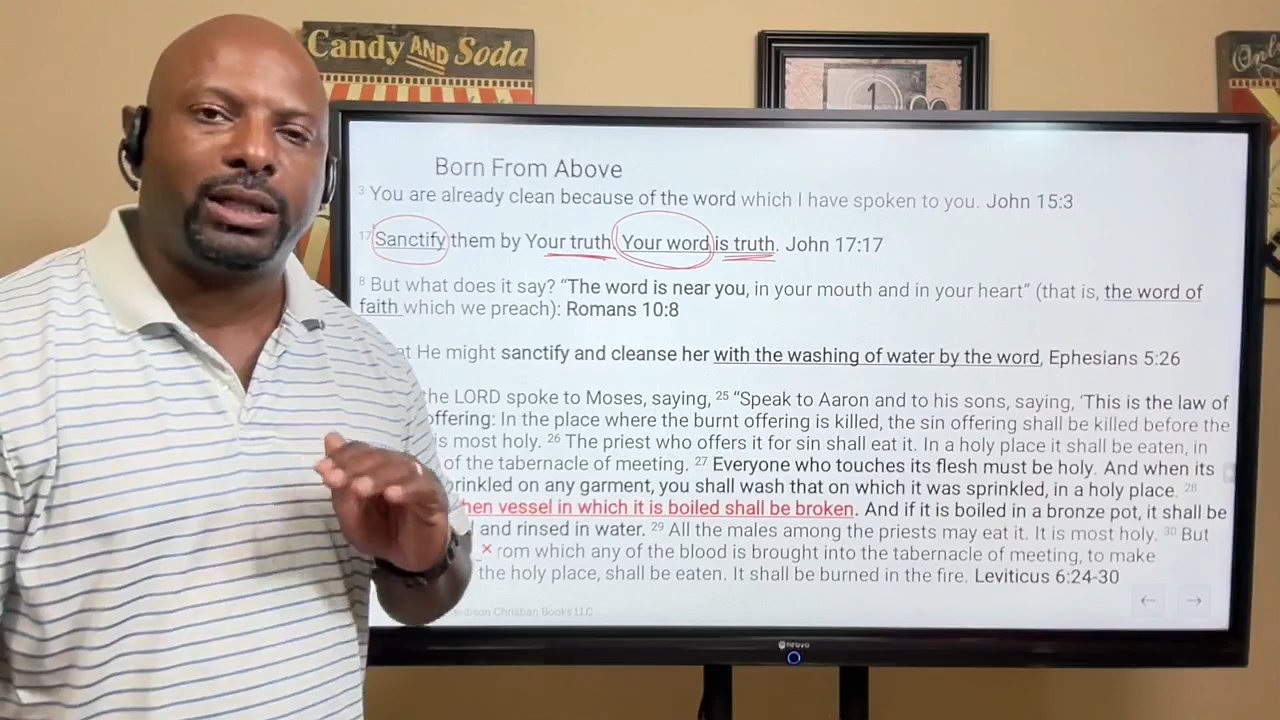 Candy AND Soda
Only
1
Born From Above
3 You are already clean because of the word which I have spoken to you. John 15:3
17 Sanctify them by Your truth. Your word is truth. John 17:17
8 But what does it say? “The word is near you, in your mouth and in your heart” (that is, the word of
faith which we preach): Romans 10:8
at He might sanctify and cleanse her with the washing of water by the word, Ephesians 5:26
the LORD spoke to Moses, saying, 25 “Speak to Aaron and to his sons, saying, ‘This is the law of
offering: In the place where the burnt offering is killed, the sin offering shall be killed before the
is most holy. 26 The priest who offers it for sin shall eat it. In a holy place it shall be eaten, in
of the tabernacle of meeting. 27 Everyone who touches its flesh must be holy. And when its
prinkled on any garment, you shall wash that on which it was sprinkled, in a holy place. 28
hen vessel in which it is boiled shall be broken. And if it is boiled in a bronze pot, it shall be
and rinsed in water. 29 All the males among the priests may eat it. It is most holy. 30 But
rom which any of the blood is brought into the tabernacle of meeting, to make
the holy place, shall be eaten. It shall be burned in the fire. Leviticus 6:24-30
edison Christian Books LLC
neovo